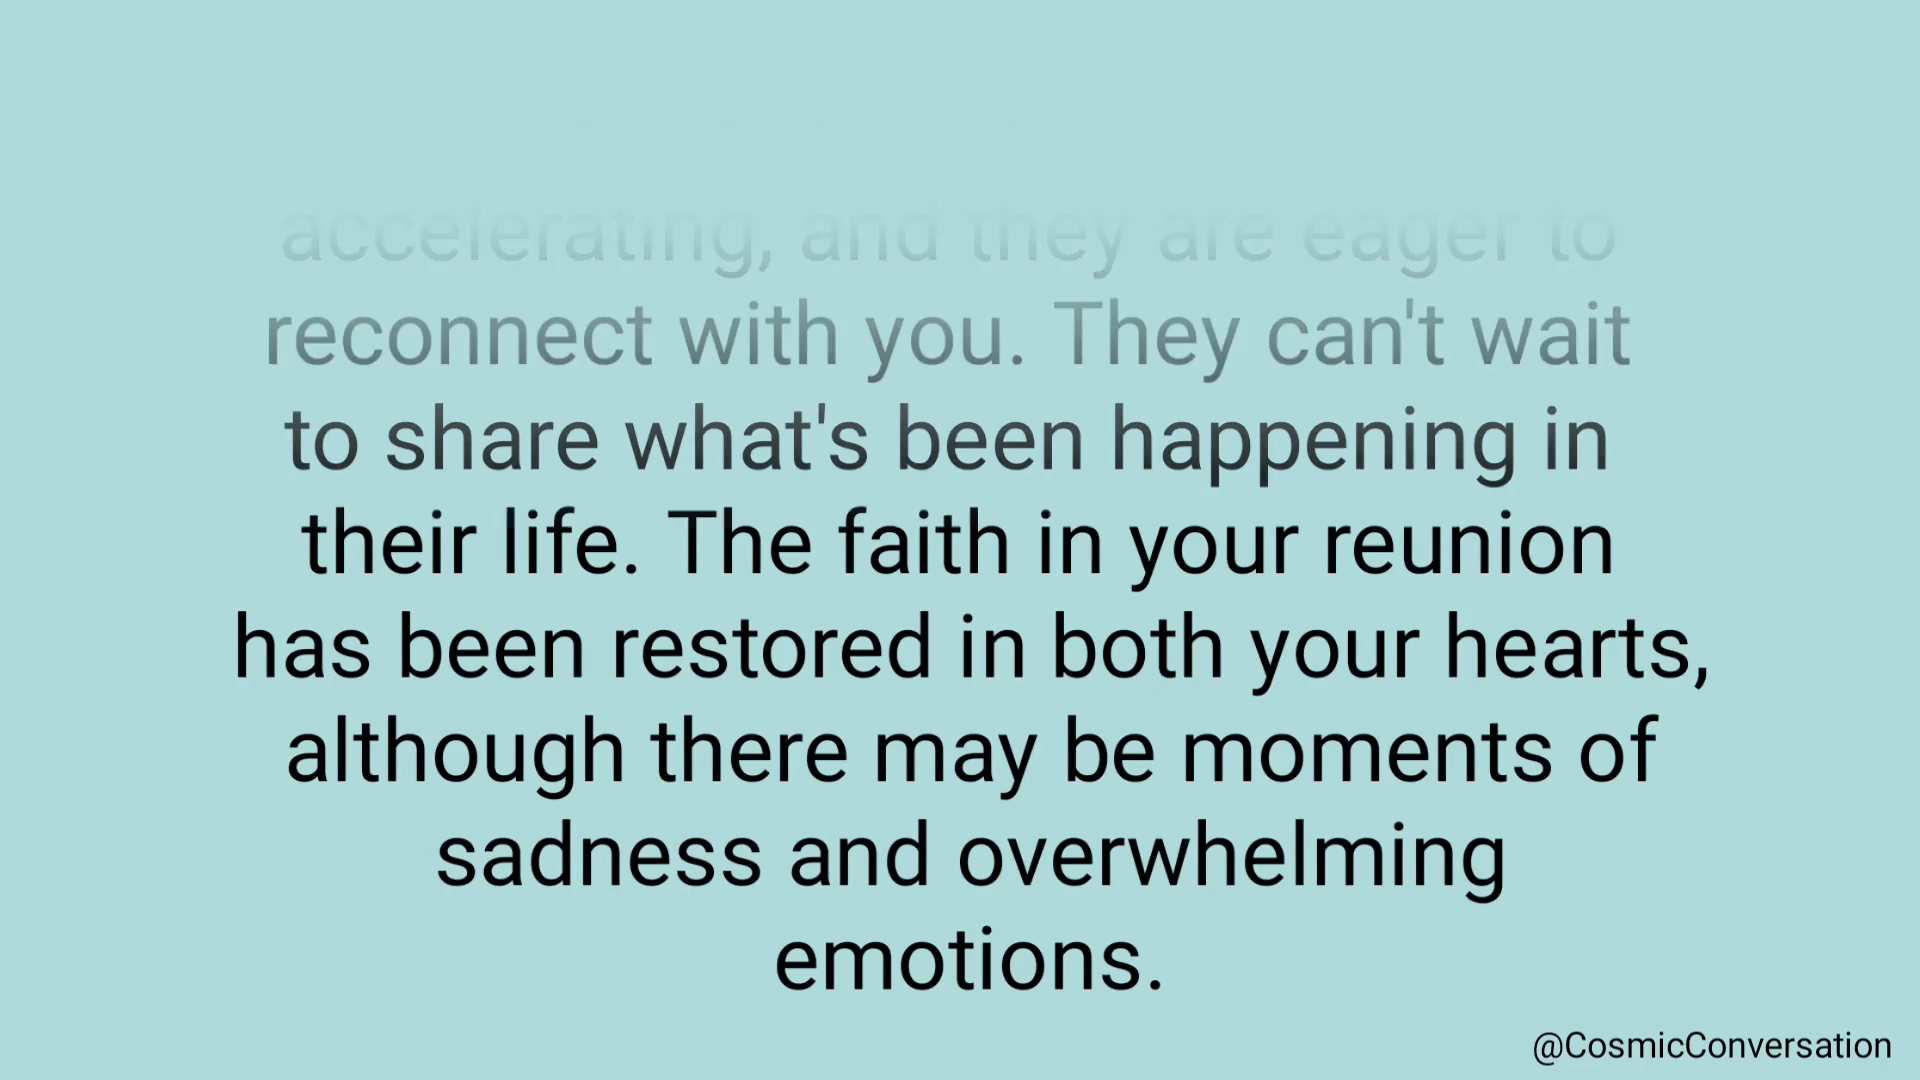 accelerating, and they are eager to
reconnect with you. They can't wait
to share what's been happening in
their life. The faith in your reunion
has been restored in both your hearts,
although there may be moments of
sadness and overwhelming
emotions.
@CosmicConversation